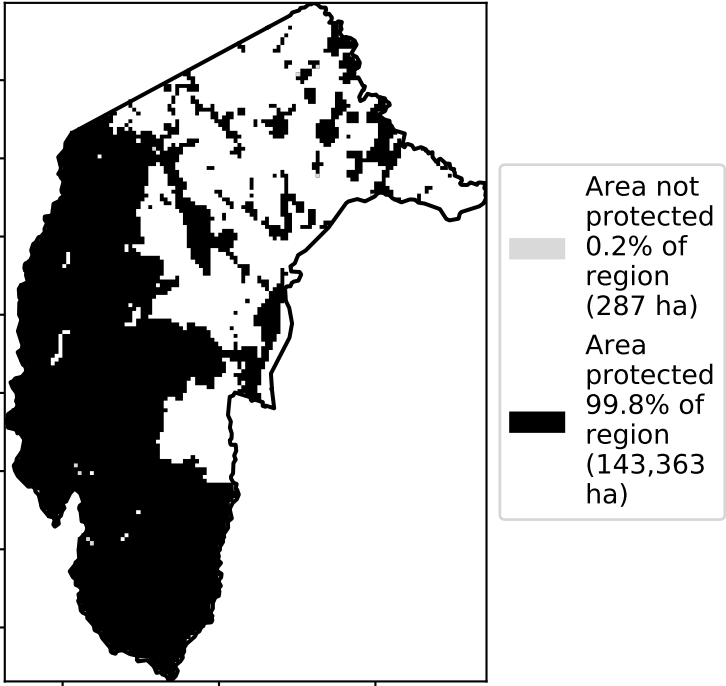 Area not
protected
0.2% of
region
(287 ha)
Area
protected
99.8% of
region
(143,363
ha)